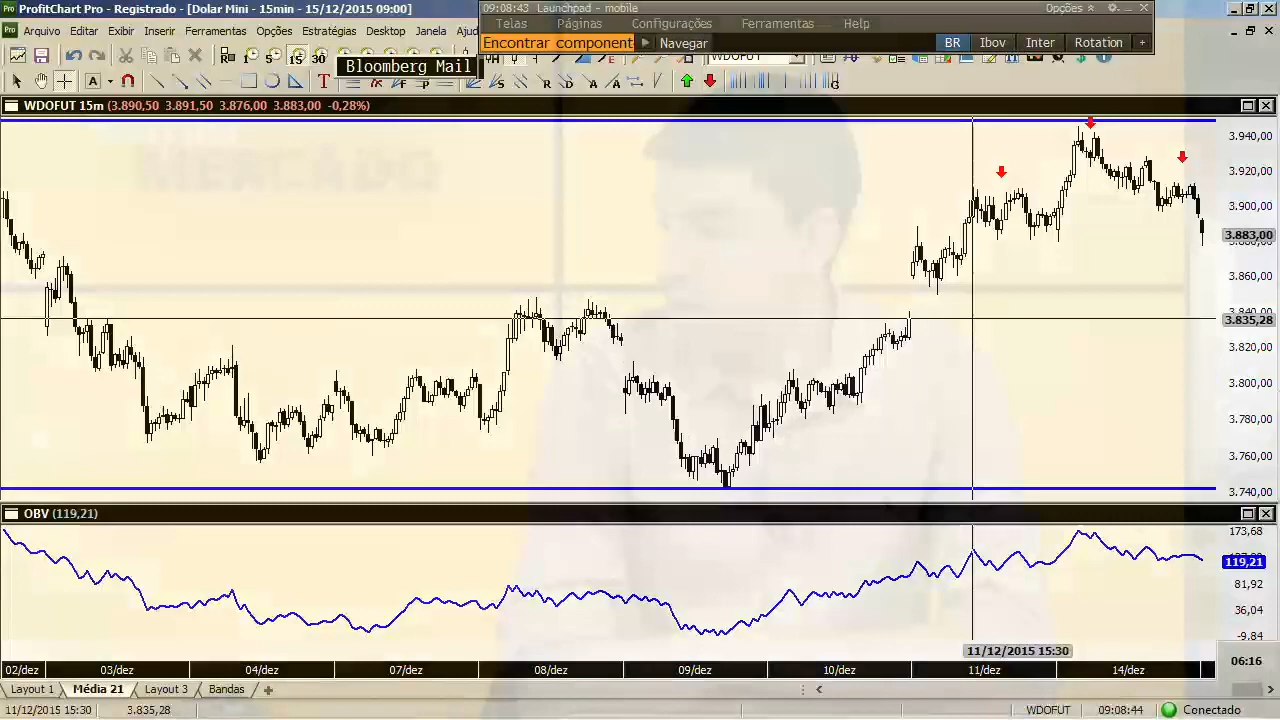 ProfitChart Pro - Registrado - [Dolar Mini - 15min - 15/12/2015 09:00]
09:08:43 Launchpad - mobile
Opções
Arquivo Editar Exibir Inserir Ferramentas Opções Estratégias Desktop Janela
Telas Páginas Configurações Ferramentas Help
Encontrar component
Navegar
BR Ibov Inter Rotation +
1 5 15 30
Bloomberg Mail
WDOFUT
WDOFUT 15m (3.890,50 3.891,50 3.876,00 3.883,00 -0,28%)
3.940,00
3.920,00
3.900,00
3.883,00
3.860,00
3.835,28
3.820,00
3.800,00
3.780,00
3.760,00
3.740,00
OBV (119,21)
173,68
119,21
81,92
36,04
-9,84
11/12/2015 15:30
06:16
02/dez 03/dez 04/dez 07/dez 08/dez 09/dez 10/dez 11/dez 14/dez
Layout 1 Média 21 Layout 3 Bandas
11/12/2015 15:30 3.835,28 WDOFUT 09:08:44 Conectado